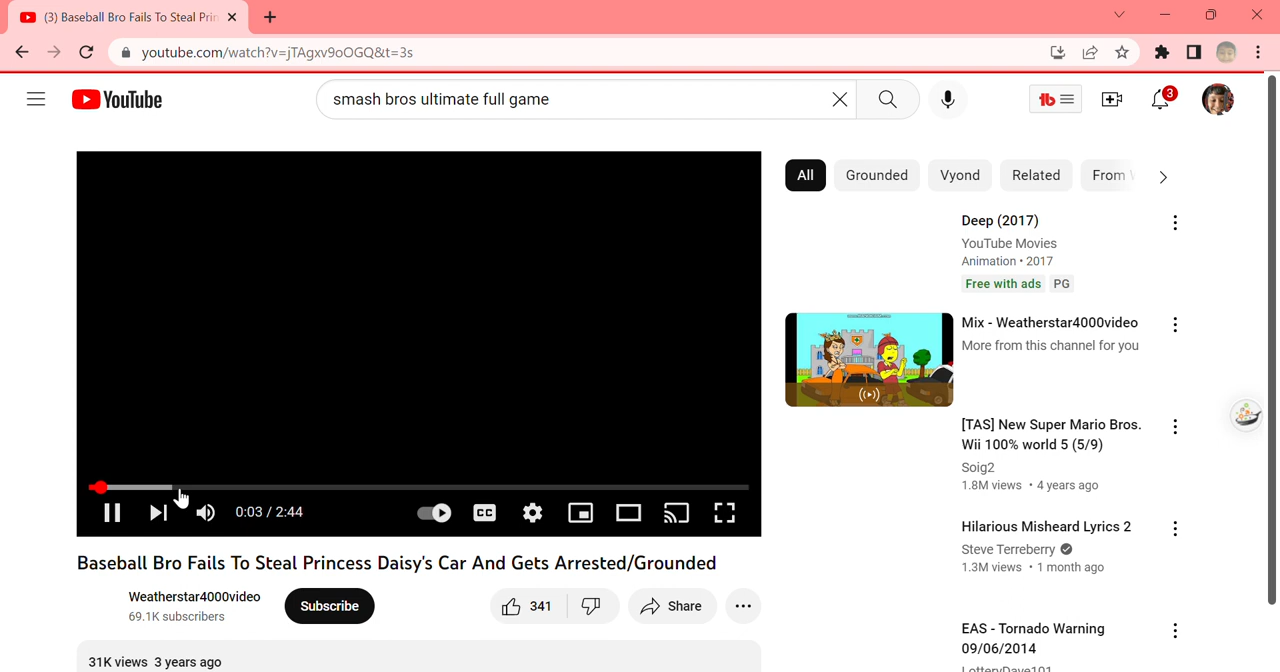 (3) Baseball Bro Fails To Steal Prin
youtube.com/watch?v=jTAgxv9oOGQ&t=3s
YouTube
smash bros ultimate full game
3
All
Grounded
Vyond
Related
From
Deep (2017)
YouTube Movies
Animation • 2017
Free with ads PG
Mix - Weatherstar4000video
More from this channel for you
[TAS] New Super Mario Bros.
Wii 100% world 5 (5/9)
Soig2
1.8M views • 4 years ago
Hilarious Misheard Lyrics 2
Steve Terreberry
1.3M views • 1 month ago
EAS - Tornado Warning
09/06/2014
LotteryDave101
0:03 / 2:44
CC
Baseball Bro Fails To Steal Princess Daisy's Car And Gets Arrested/Grounded
Weatherstar4000video
69.1K subscribers
Subscribe
341
Share
31K views 3 years ago